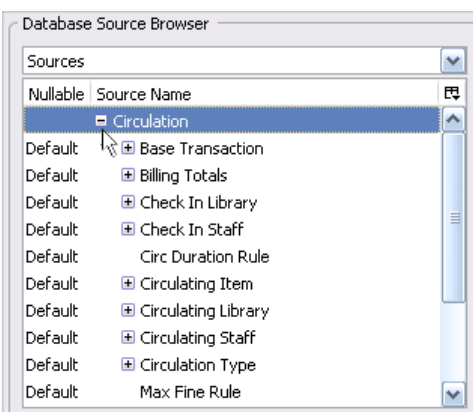 Database Source Browser
Sources
Nullable Source Name
Circulation
Default Base Transaction
Default Billing Totals
Default Check In Library
Default Check In Staff
Default Circ Duration Rule
Default Circulating Item
Default Circulating Library
Default Circulating Staff
Default Circulation Type
Default Max Fine Rule